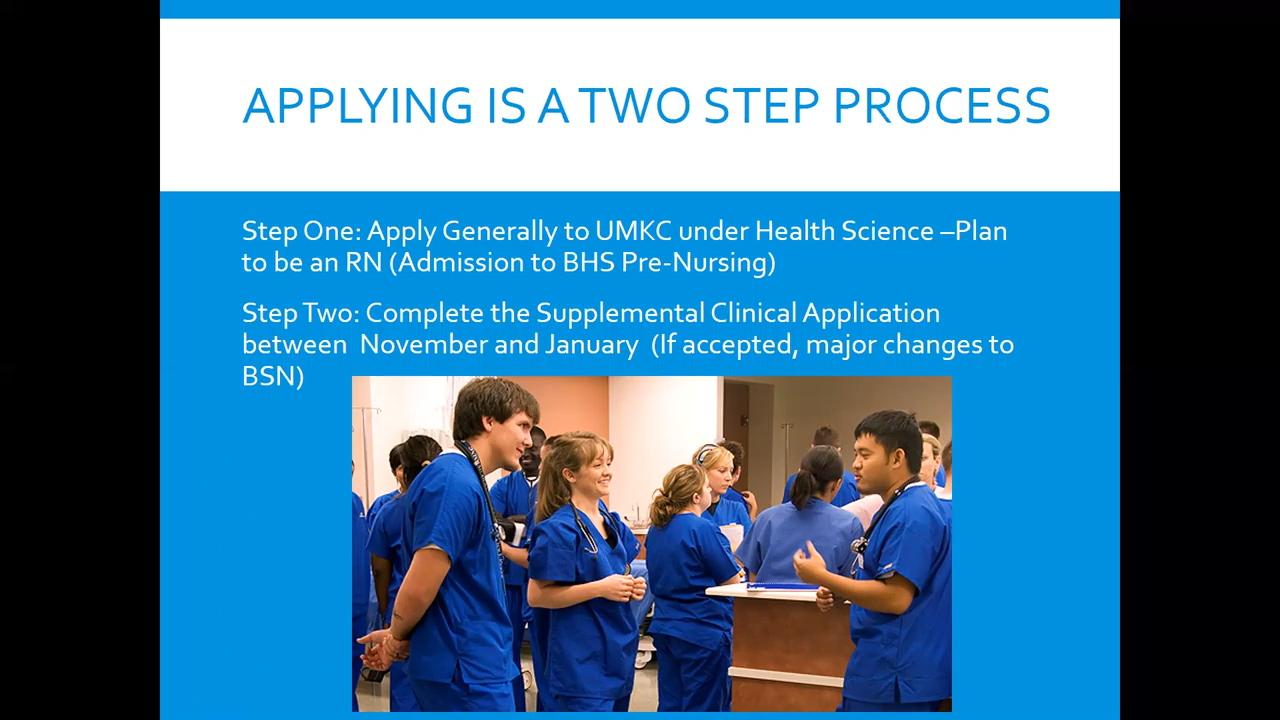 APPLYING IS A TWO STEP PROCESS
Step One: Apply Generally to UMKC under Health Science –Plan
to be an RN (Admission to BHS Pre-Nursing)
Step Two: Complete the Supplemental Clinical Application
between  November and January  (If accepted, major changes to
BSN)